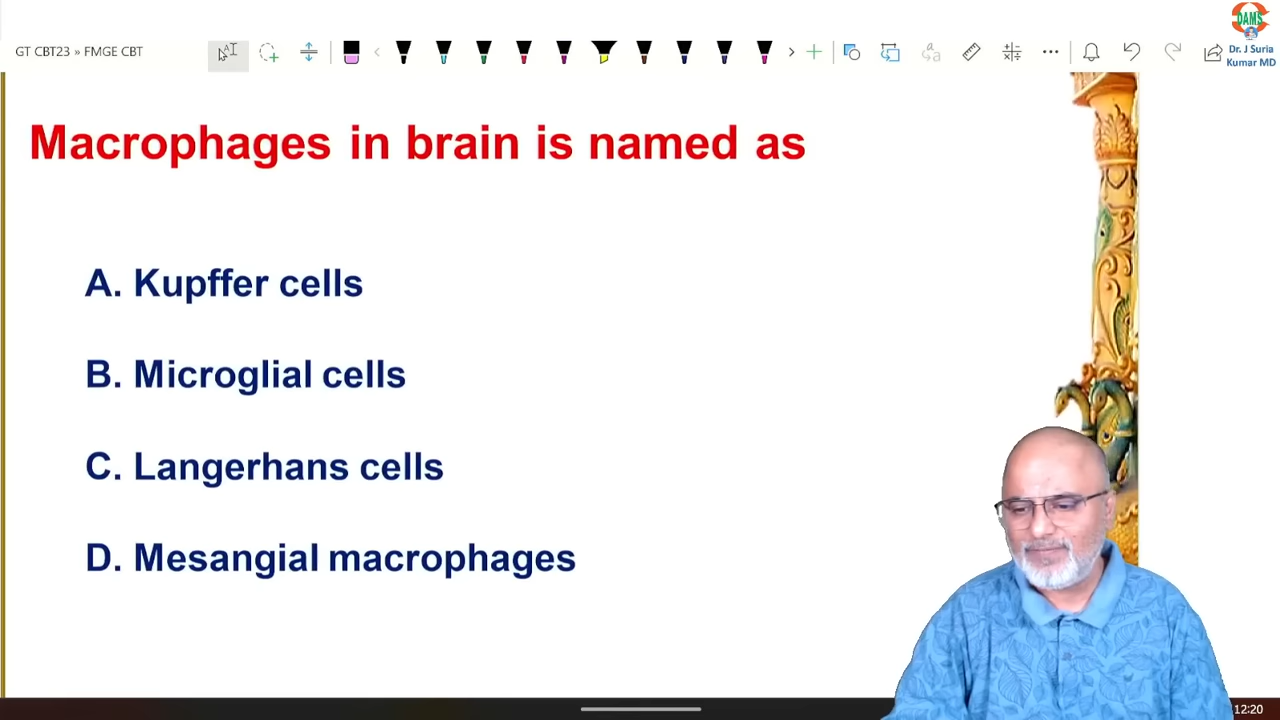 DAMS
GT CBT23 » FMGE CBT
Dr. J Suria
Kumar MD
Macrophages in brain is named as
A. Kupffer cells
B. Microglial cells
C. Langerhans cells
D. Mesangial macrophages
12:20